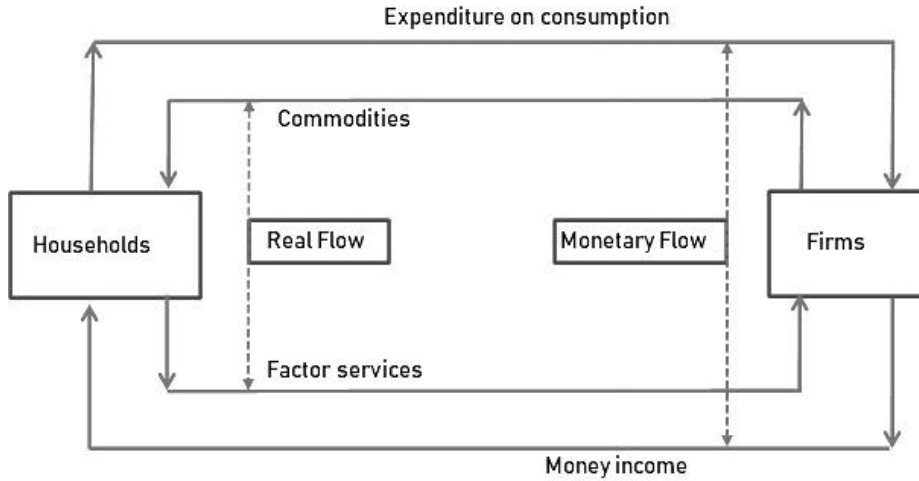 Expenditure on consumption
Commodities
Households
Real Flow
Monetary Flow
Firms
Factor services
Money income